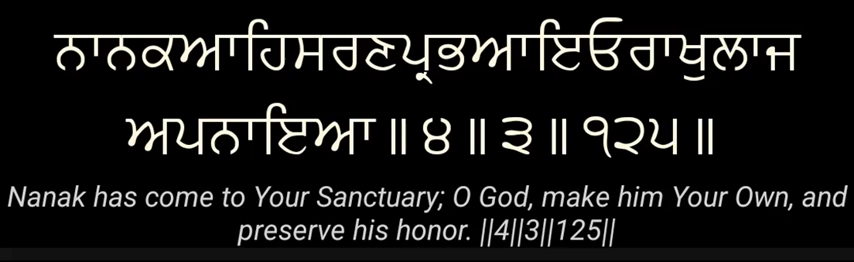 ਨਾਨਕਆਹਿਸਰਣਪ੍ਰਭਆਇਓਰਾਖੁਲਾਜ
ਅਪਨਾਇਆ ॥ ੪ ॥ ੩ ॥ ੧੨੫ ॥
Nanak has come to Your Sanctuary; O God, make him Your Own, and
preserve his honor. ||4||3||125||